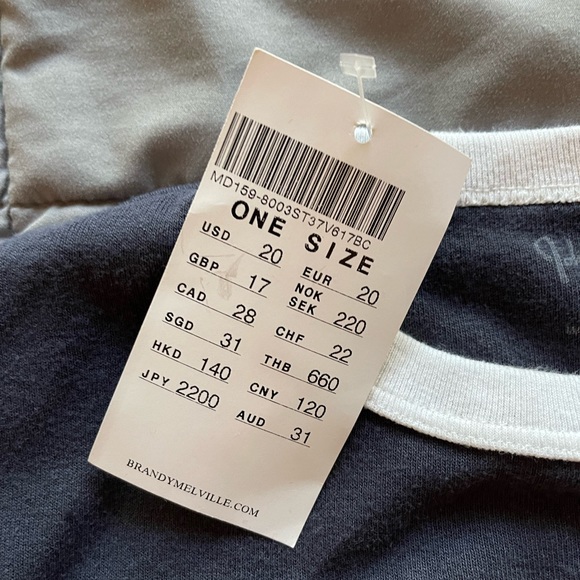 MD159-8003ST37V617BC
ONE SIZE
USD 20
EUR 20
GBP 17
NOK
SEK 220
CAD 28
CHF 22
SGD 31
THB 660
HKD 140
CNY 120
JPY 2200
AUD 31
BRANDYMELVILLE.COM